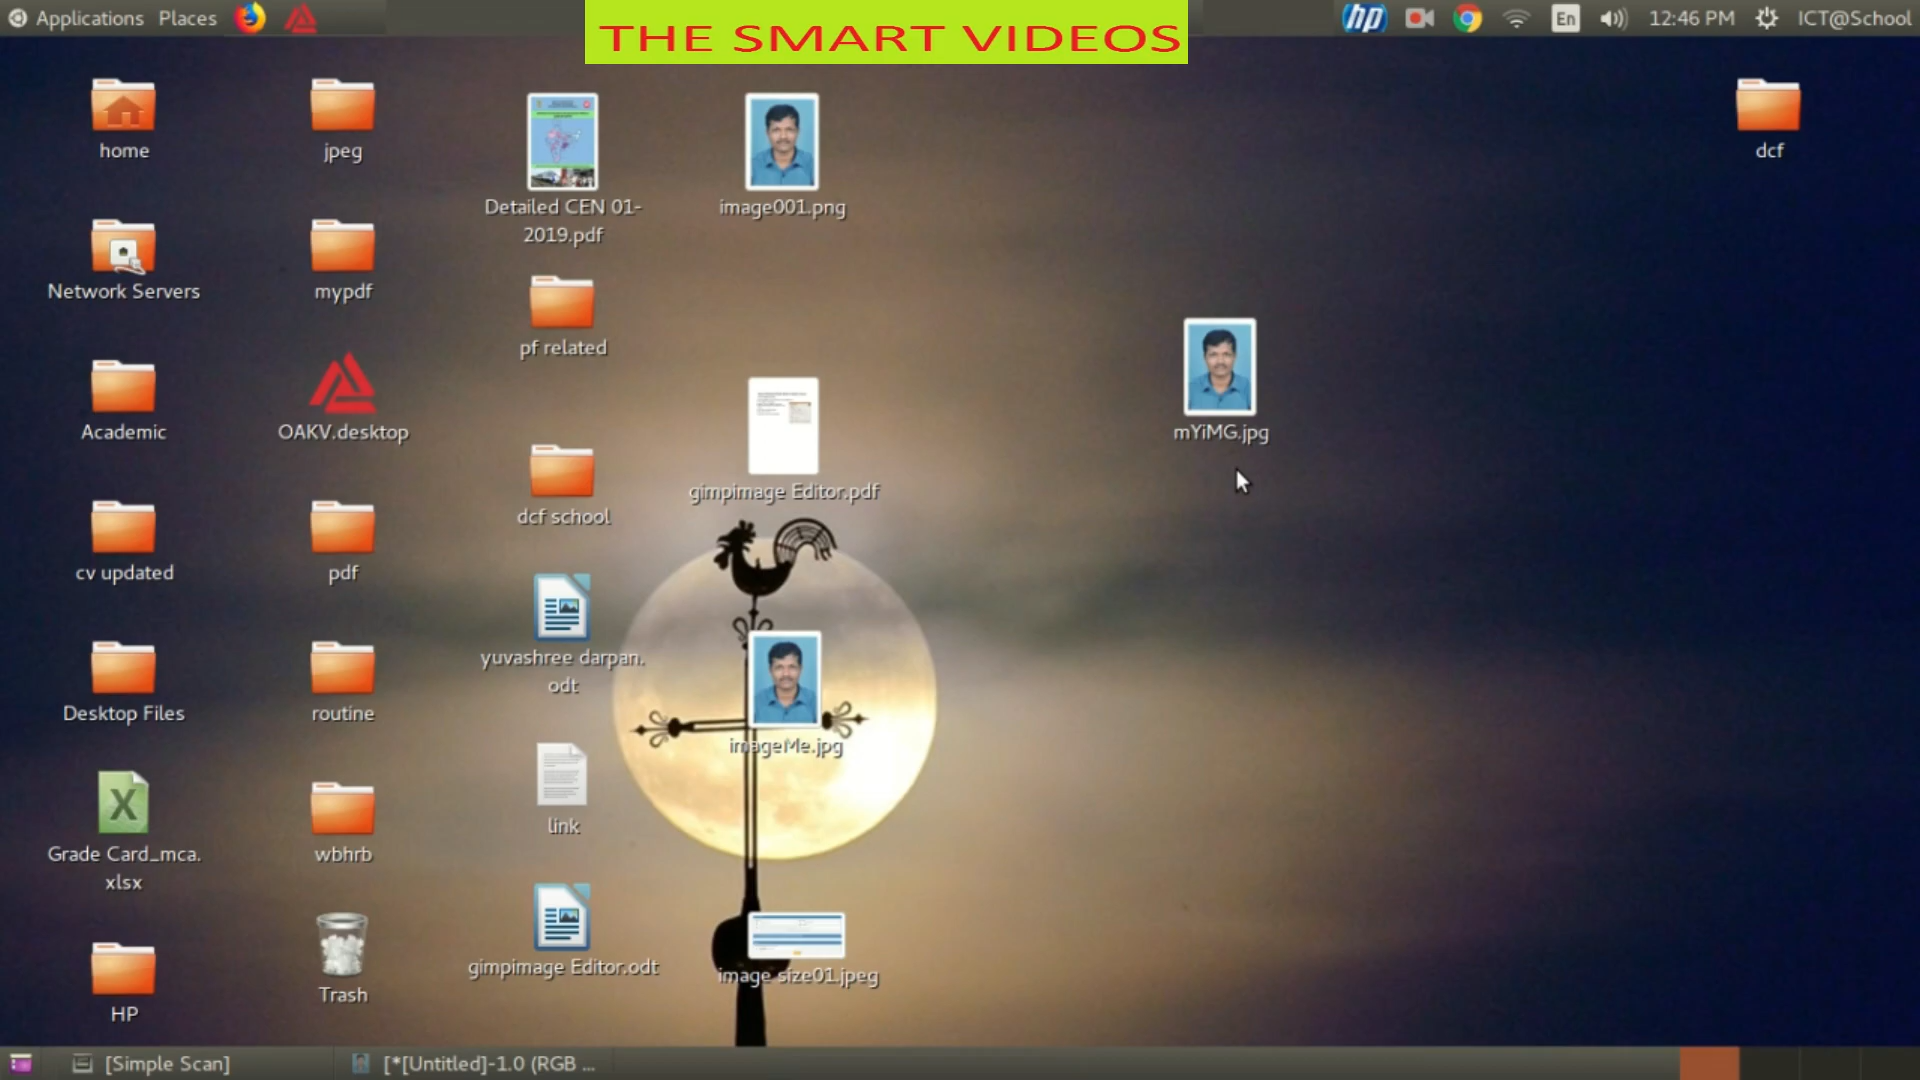 Applications Places
THE SMART VIDEOS
hp
En
12:46 PM
ICT@School
home
jpeg
Detailed CEN 01-
2019.pdf
image001.png
dcf
Network Servers
mypdf
pf related
mYiMG.jpg
Academic
OAKV.desktop
dcf school
gimpimage Editor.pdf
cv updated
pdf
yuvashree darpan.
odt
imageMe.jpg
Desktop Files
routine
link
Grade Card_mca.
xlsx
wbhrb
gimpimage Editor.odt
image size01.jpeg
HP
Trash
[Simple Scan]
[*[Untitled]-1.0 (RGB ...